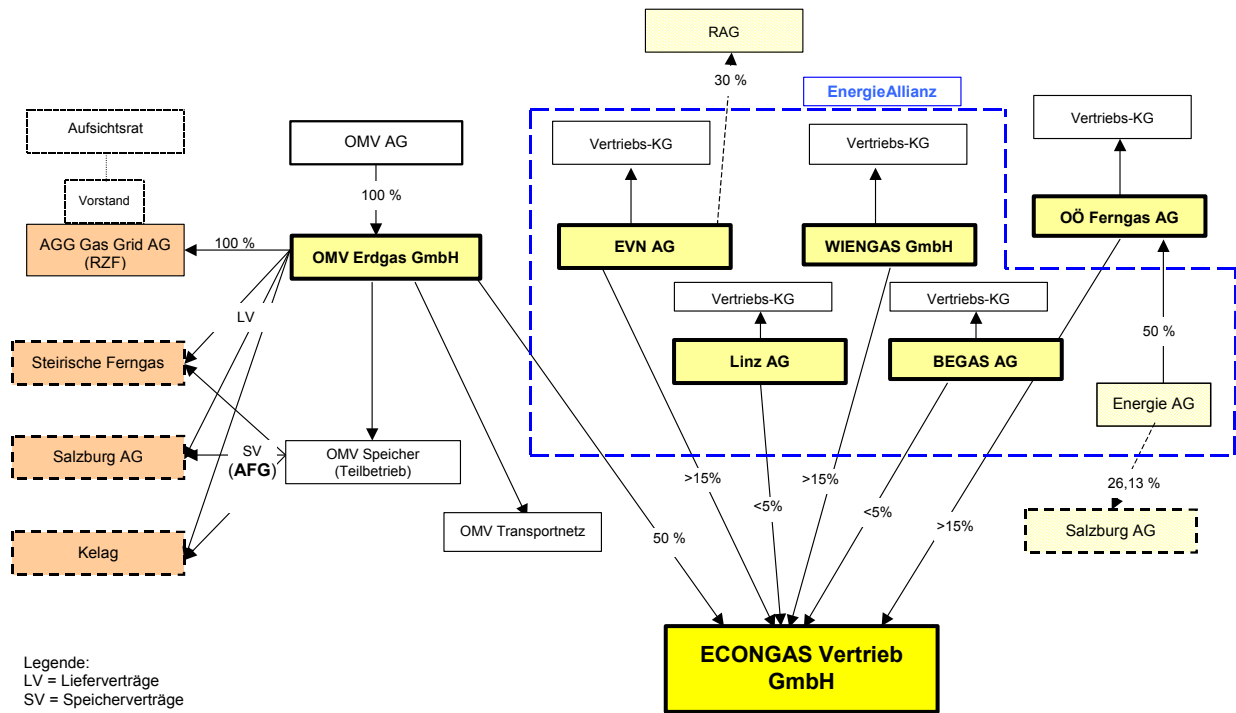 RAG
30 %
EnergieAllianz
Aufsichtsrat
OMV AG
Vertriebs-KG
Vertriebs-KG
Vertriebs-KG
Vorstand
100 %
AGG Gas Grid AG
(RZF)
100 %
OMV Erdgas GmbH
EVN AG
WIENGAS GmbH
OÖ Ferngas AG
LV
Vertriebs-KG
Vertriebs-KG
50 %
Steirische Ferngas
Linz AG
BEGAS AG
Energie AG
Salzburg AG
SV
(AFG)
OMV Speicher
(Teilbetrieb)
>15%
<5%
>15%
<5%
>15%
26,13 %
OMV Transportnetz
50 %
Salzburg AG
Kelag
ECONGAS Vertrieb
GmbH
Legende:
LV = Lieferverträge
SV = Speicherverträge